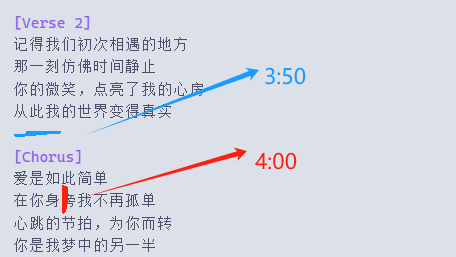 [Verse 2]
记得我们初次相遇的地方
那一刻仿佛时间静止
你的微笑，点亮了我的心房
从此我的世界变得真实
3:50
[Chorus]
爱是如此简单
4:00
在你身旁我不再孤单
心跳的节拍，为你而转
你是我梦中的另一半